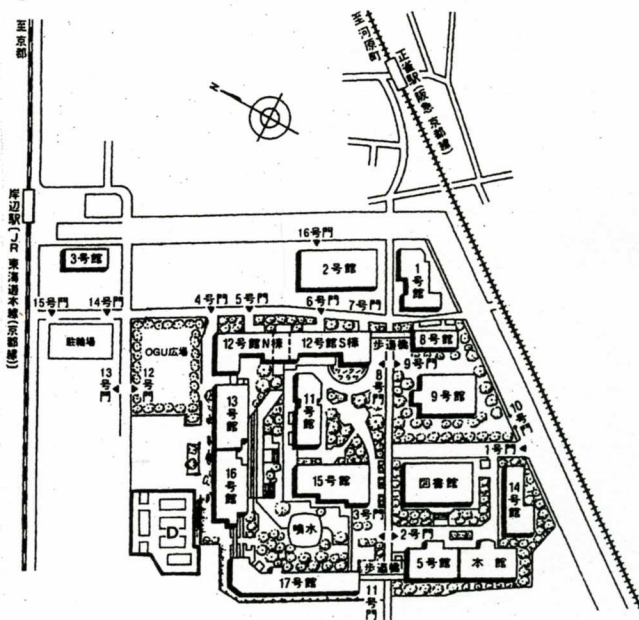 至京都
至河原町
正雀駅(阪急 京都線)
N
岸辺駅(JR 東海道本線(京都線))
16号門
3号館
2号館
1号館
15号門
14号門
4号門
5号門
6号門
7号門
駐輪場
OGU広場
12号館N棟
12号館S棟
歩道橋
8号館
9号門
13号門
12号門
8号門
13号館
11号館
9号館
10号門
1号門
16号館
15号館
図書館
14号館
D
噴水
3号門
2号門
17号館
歩道橋
5号館
本館
11号門